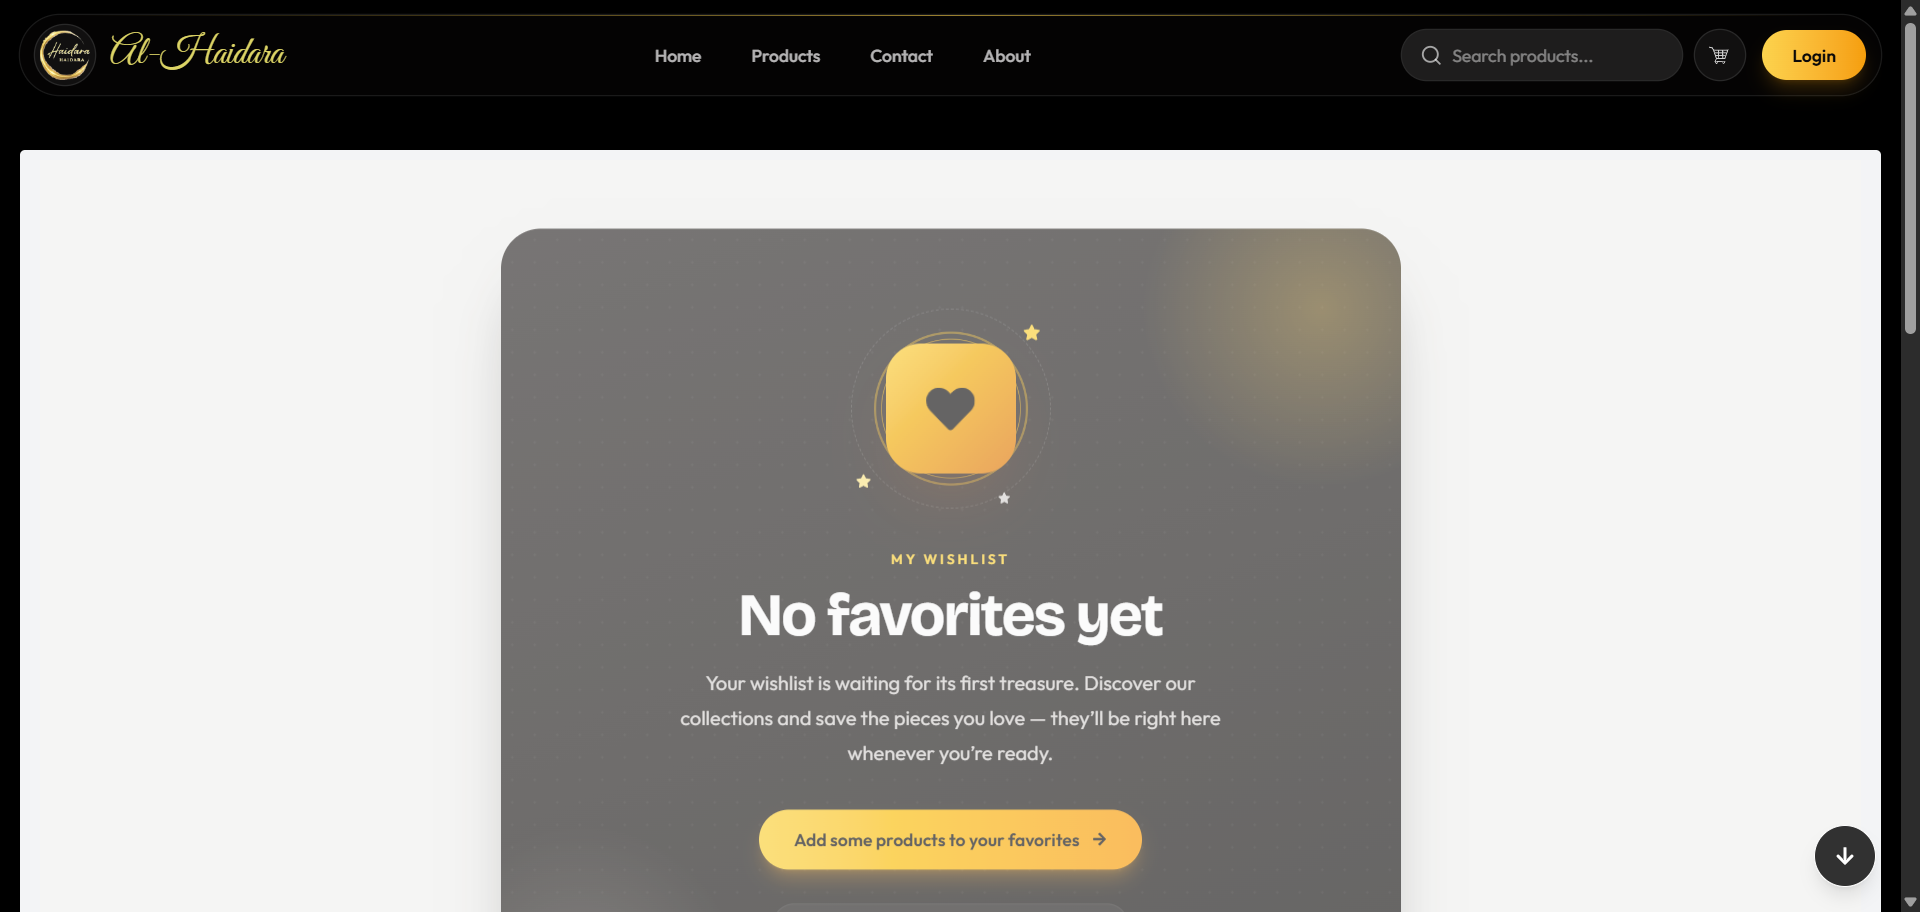 Haidara
HAIDARA
Al-Haidara
Home
Products
Contact
About
Search products...
Login
MY WISHLIST
No favorites yet
Your wishlist is waiting for its first treasure. Discover our
collections and save the pieces you love — they’ll be right here
whenever you’re ready.
Add some products to your favorites →